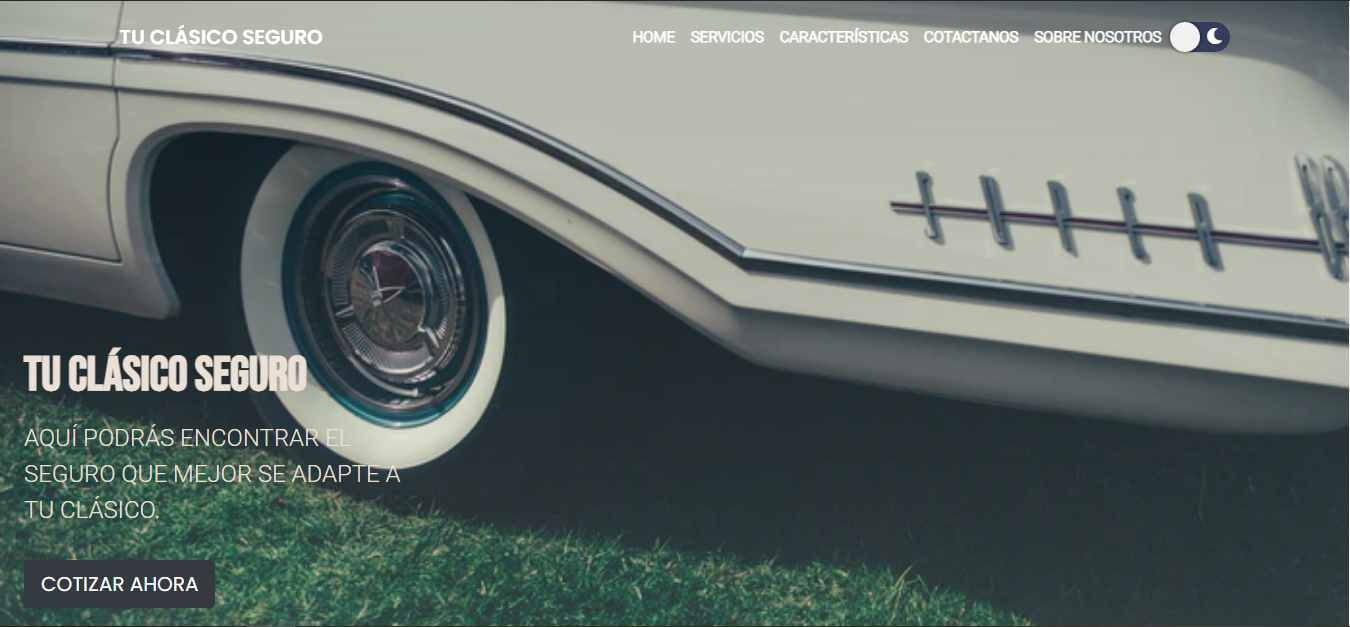 TU CLÁSICO SEGURO
HOME SERVICIOS CARACTERÍSTICAS COTACTANOS SOBRE NOSOTROS
TU CLÁSICO SEGURO
AQUÍ PODRÁS ENCONTRAR EL
SEGURO QUE MEJOR SE ADAPTE A
TU CLÁSICO.
COTIZAR AHORA